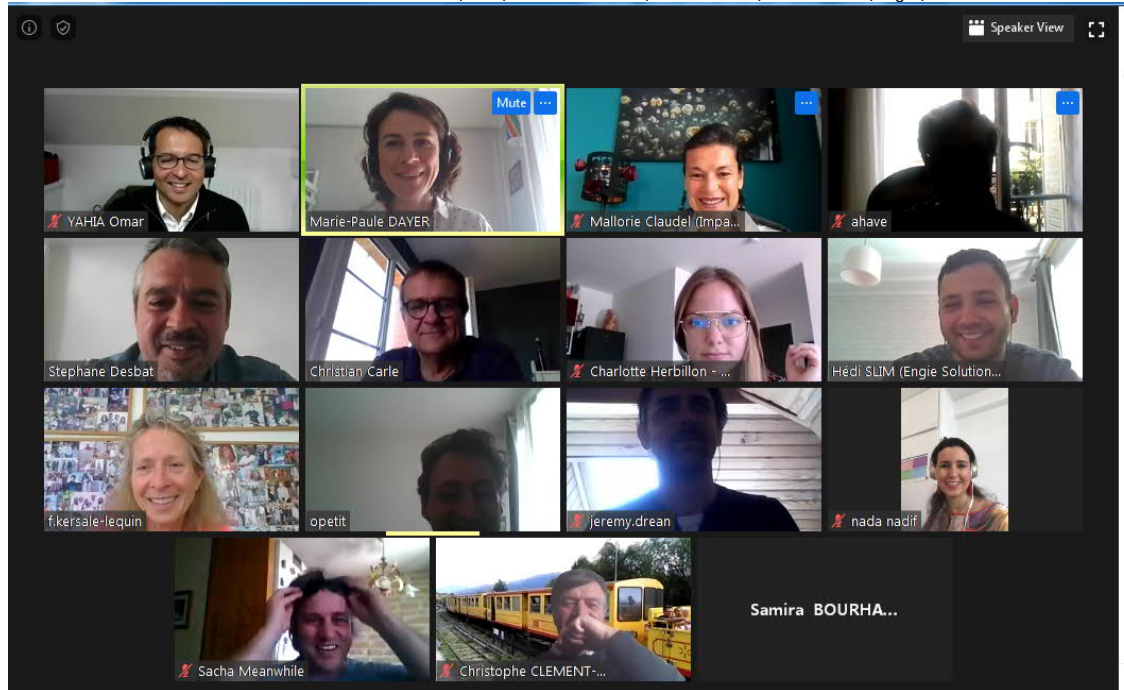 Speaker View
Mute ...
...
...
YAHIA Omar
Marie-Paule DAYER
Mallorie Claudel (Impa...
ahave
Stephane Desbat
Christian Carle
Charlotte Herbillon - ...
Hédi SLIM (Engie Solution...
f.kersale-lequin
opetit
jeremy.drean
nada nadif
Samira BOURHA...
Sacha Meanwhile
Christophe CLEMENT-...